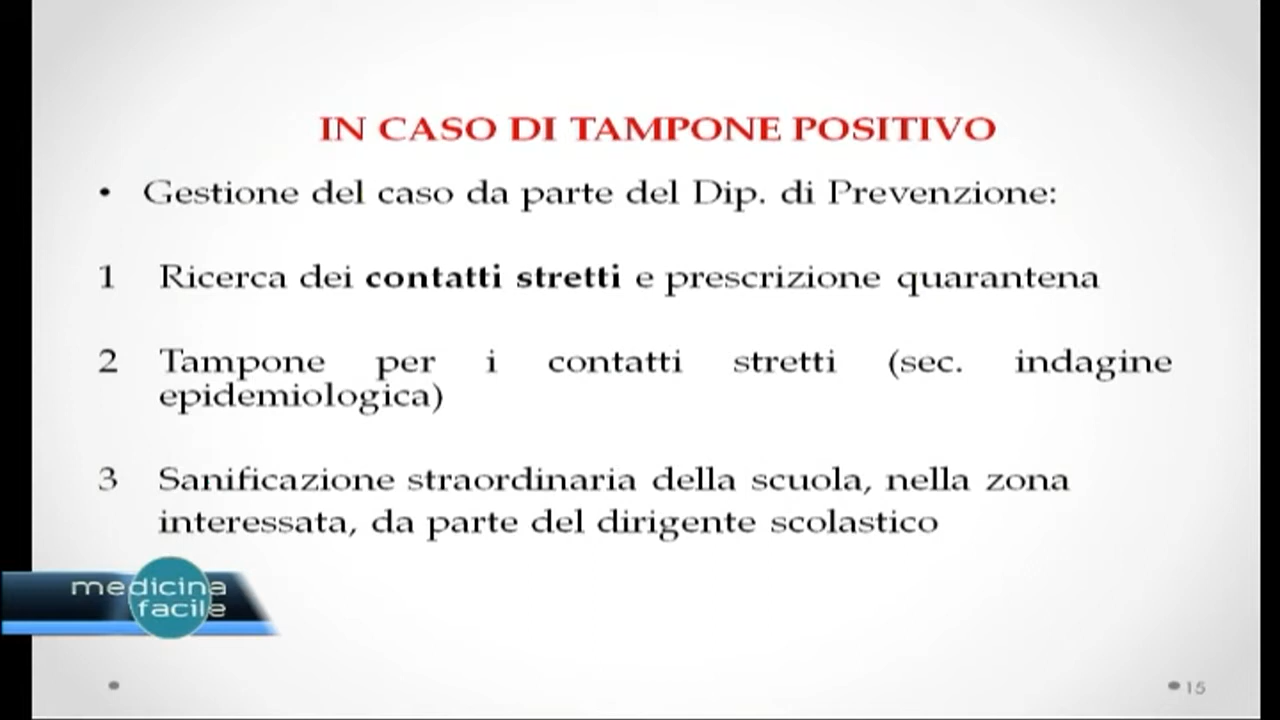 IN CASO DI TAMPONE POSITIVO
• Gestione del caso da parte del Dip. di Prevenzione:
1 Ricerca dei contatti stretti e prescrizione quarantena
2 Tampone per i contatti stretti (sec. indagine
epidemiologica)
3 Sanificazione straordinaria della scuola, nella zona
interessata, da parte del dirigente scolastico
medicina
facile
15